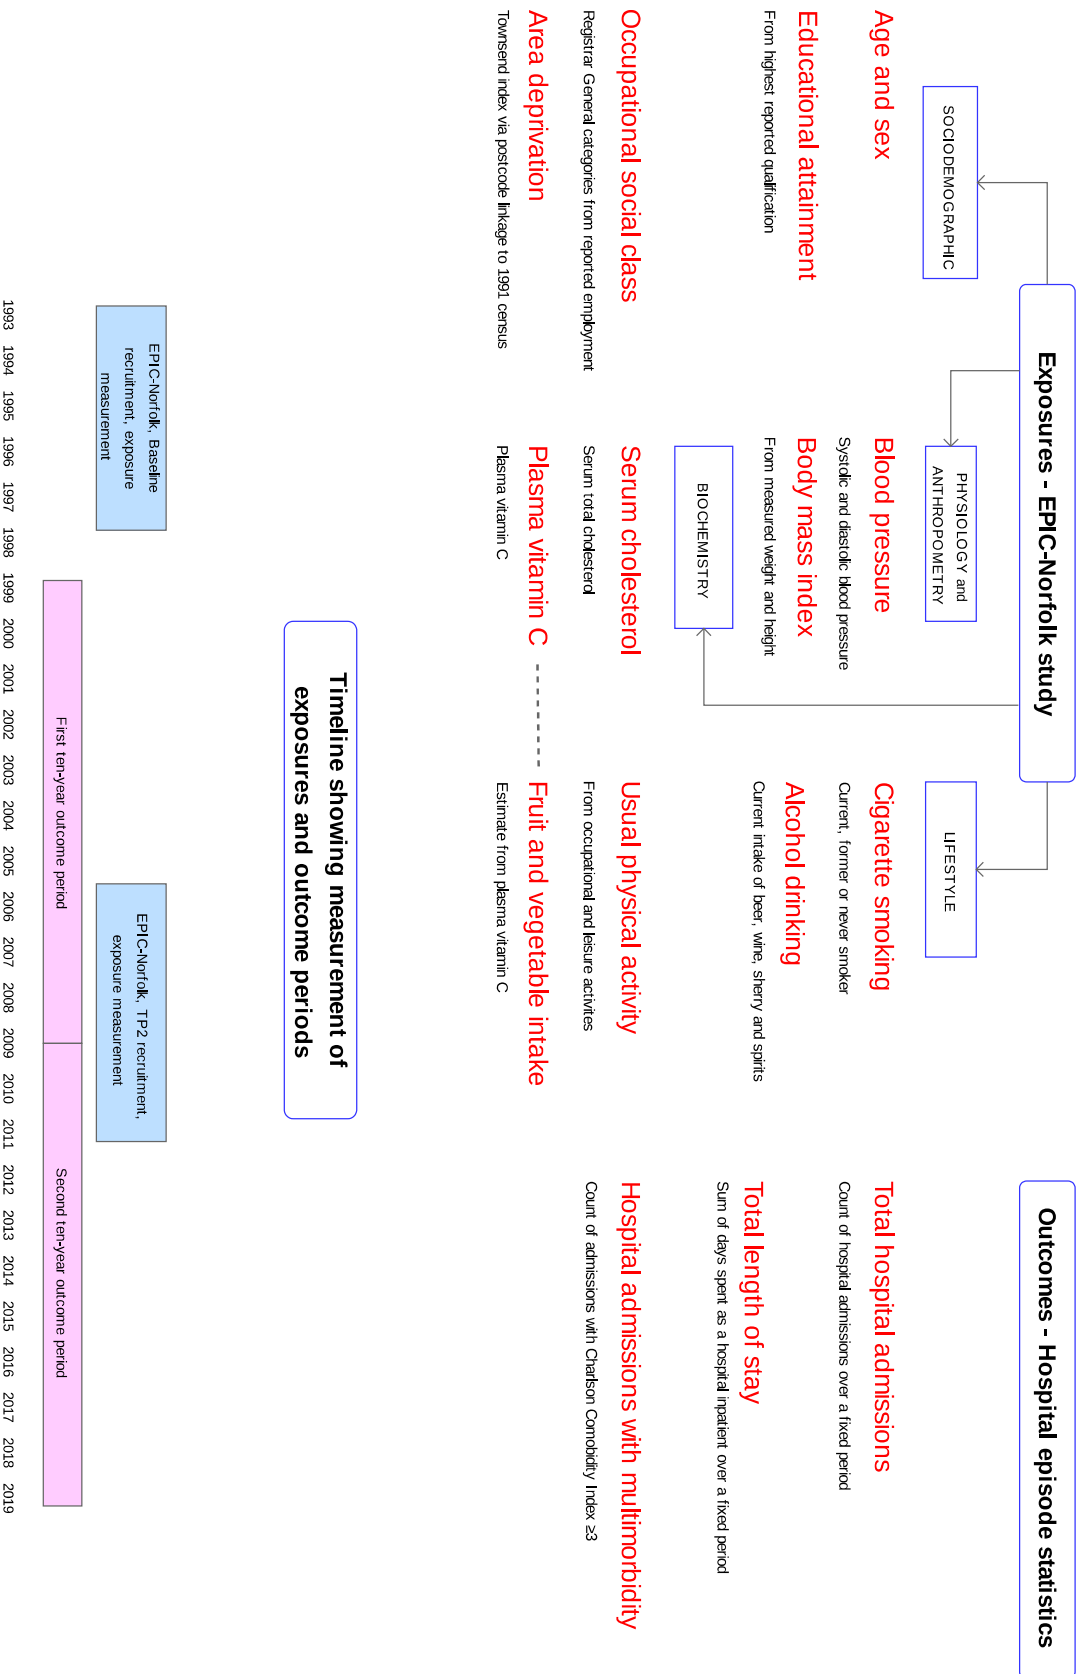 Exposures - EPIC-Norfolk study
Outcomes - Hospital episode statistics
SOCIODEMOGRAPHIC
PHYSIOLOGY and
ANTHROPOMETRY
LIFESTYLE
Age and sex
Blood pressure
Systolic and diastolic blood pressure
Cigarette smoking
Current, former or never smoker
Total hospital admissions
Count of hospital admissions over a fixed period
Educational attainment
From highest reported qualification
Body mass index
From measured weight and height
Alcohol drinking
Current intake of beer, wine, sherry and spirits
Total length of stay
Sum of days spent as a hospital inpatient over a fixed period
BIOCHEMISTRY
Occupational social class
Registrar General categories from reported employment
Serum cholesterol
Serum total cholesterol
Usual physical activity
From occupational and leisure activites
Hospital admissions with multimorbidity
Count of admissions with Charlson Comobidity Index ≥3
Area deprivation
Townsend index via postcode linkage to 1991 census
Plasma vitamin C
Plasma vitamin C
Fruit and vegetable intake
Estimate from plasma vitamin C
Timeline showing measurement of
exposures and outcome periods
EPIC-Norfolk, Baseline
recruitment, exposure
measurement
EPIC-Norfolk, TP2 recruitment,
exposure measurement
First ten-year outcome period
Second ten-year outcome period
1993 1994 1995 1996 1997 1998 1999 2000 2001 2002 2003 2004 2005 2006 2007 2008 2009 2010 2011 2012 2013 2014 2015 2016 2017 2018 2019